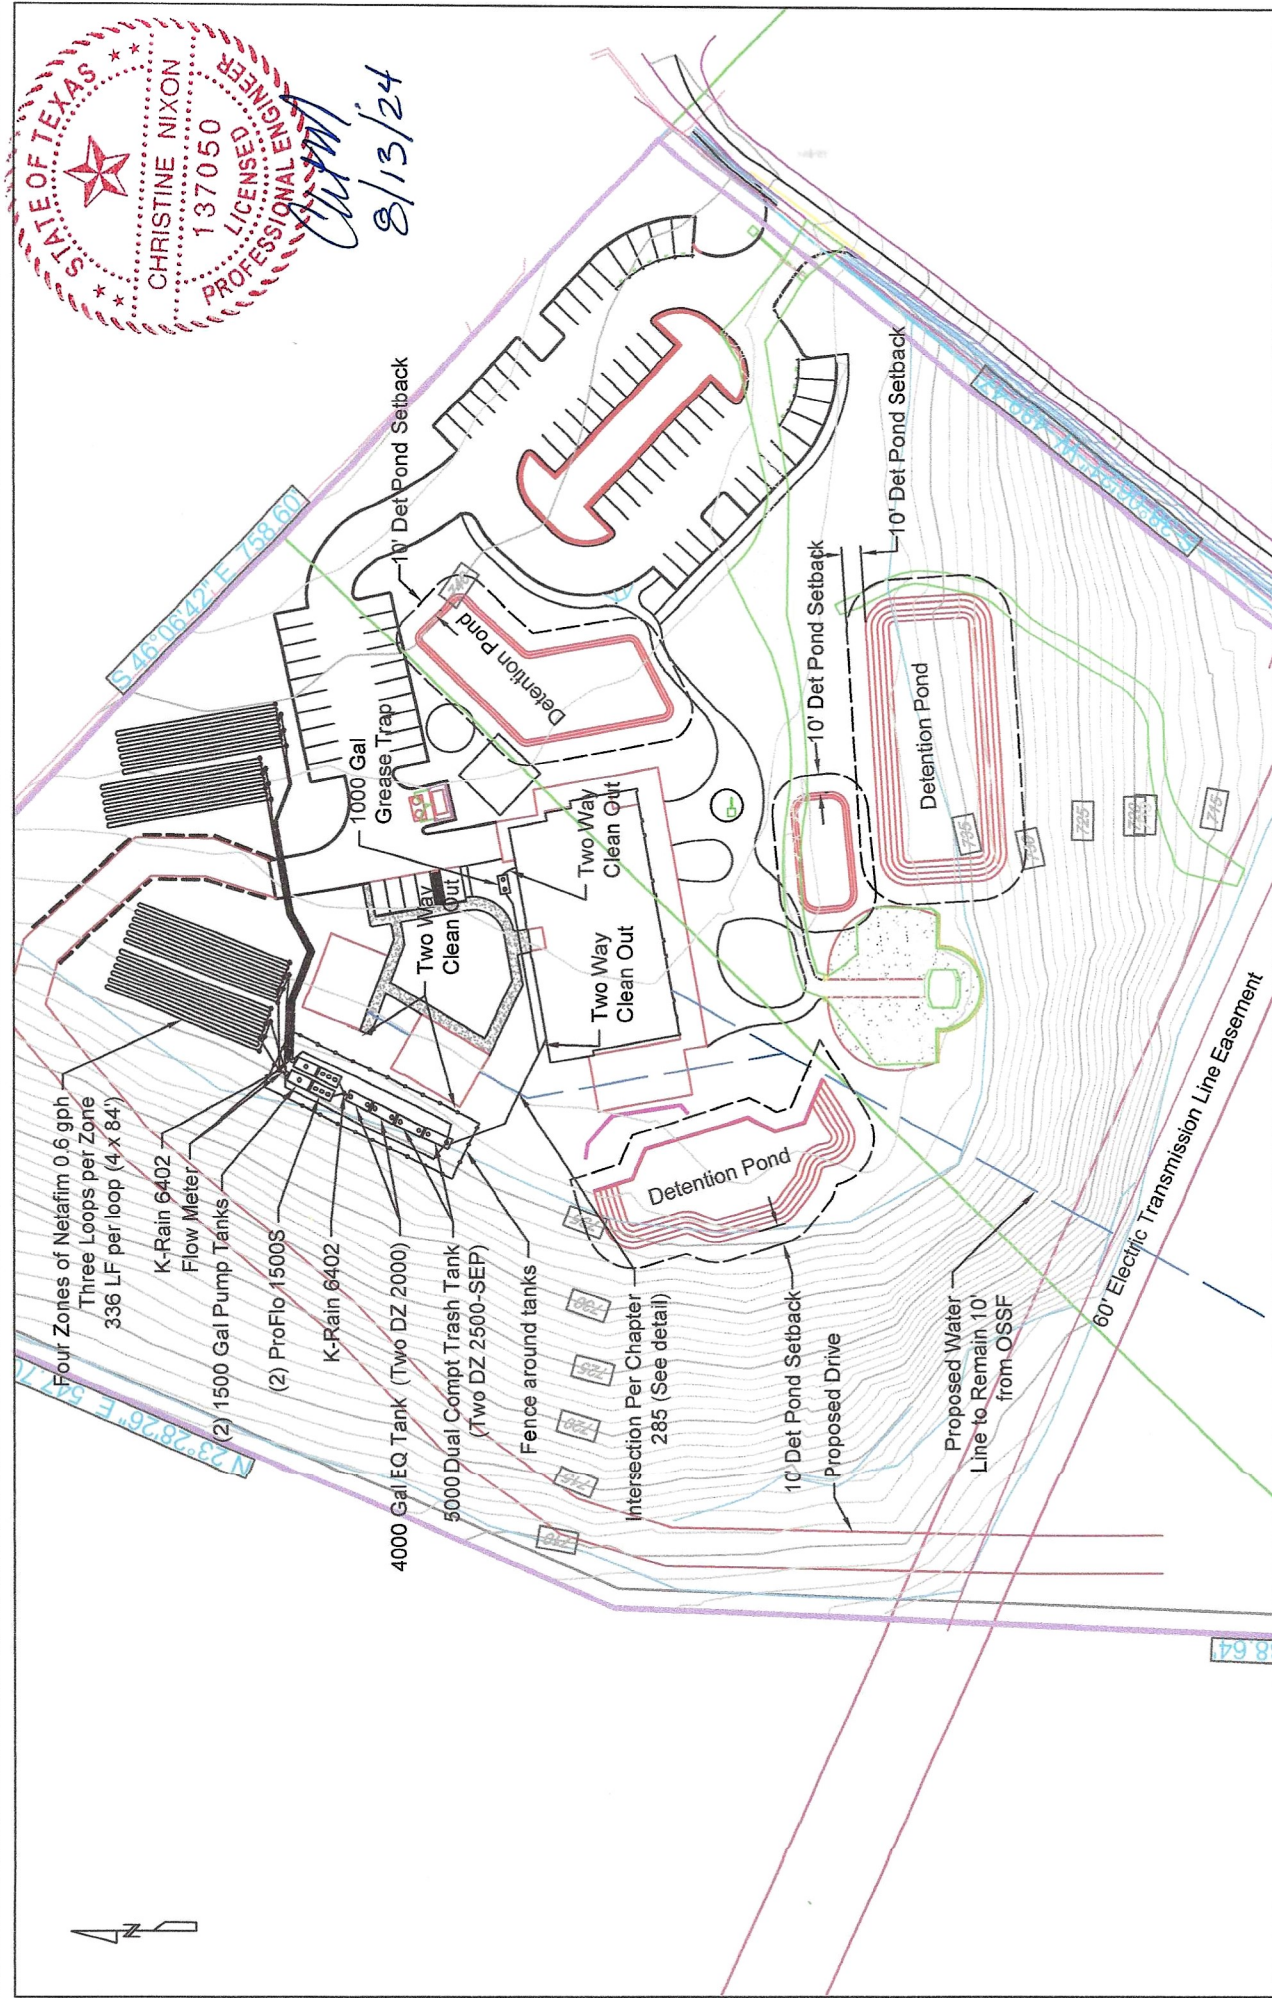 STATE OF TEXAS
CHRISTINE NIXON
137050
LICENSED
PROFESSIONAL ENGINEER
8/13/24
Four Zones of Netafim 0.6 gph
Three Loops per Zone
336 LF per loop (4 x 84')
K-Rain 6402
Flow Meter
(2) 1500 Gal Pump Tanks
(2) ProFlo 1500S
K-Rain 6402
4000 Gal EQ Tank (Two DZ 2000)
5000Dual Compt Trash Tank
(Two DZ 2500-SEP)
Fence around tanks
Intersection Per Chapter
285 (See detail)
10' Det Pond Setback
Proposed Drive
Proposed Water
Line to Remain 10'
from OSSF
60' Electric Transmission Line Easement
S 46°06'42" E 758.60'
N 23°28'26" E 547.70
10' Det Pond Setback
Detention Pond
740
1000 Gal
Grease Trap
Two Way
Clean Out
Two Way
Clean Out
Two Way
Clean Out
10' Det Pond Setback
10' Det Pond Setback
Detention Pond
735
730
725
720
715
Detention Pond
735
730
725
720
715
710
8.64'
N